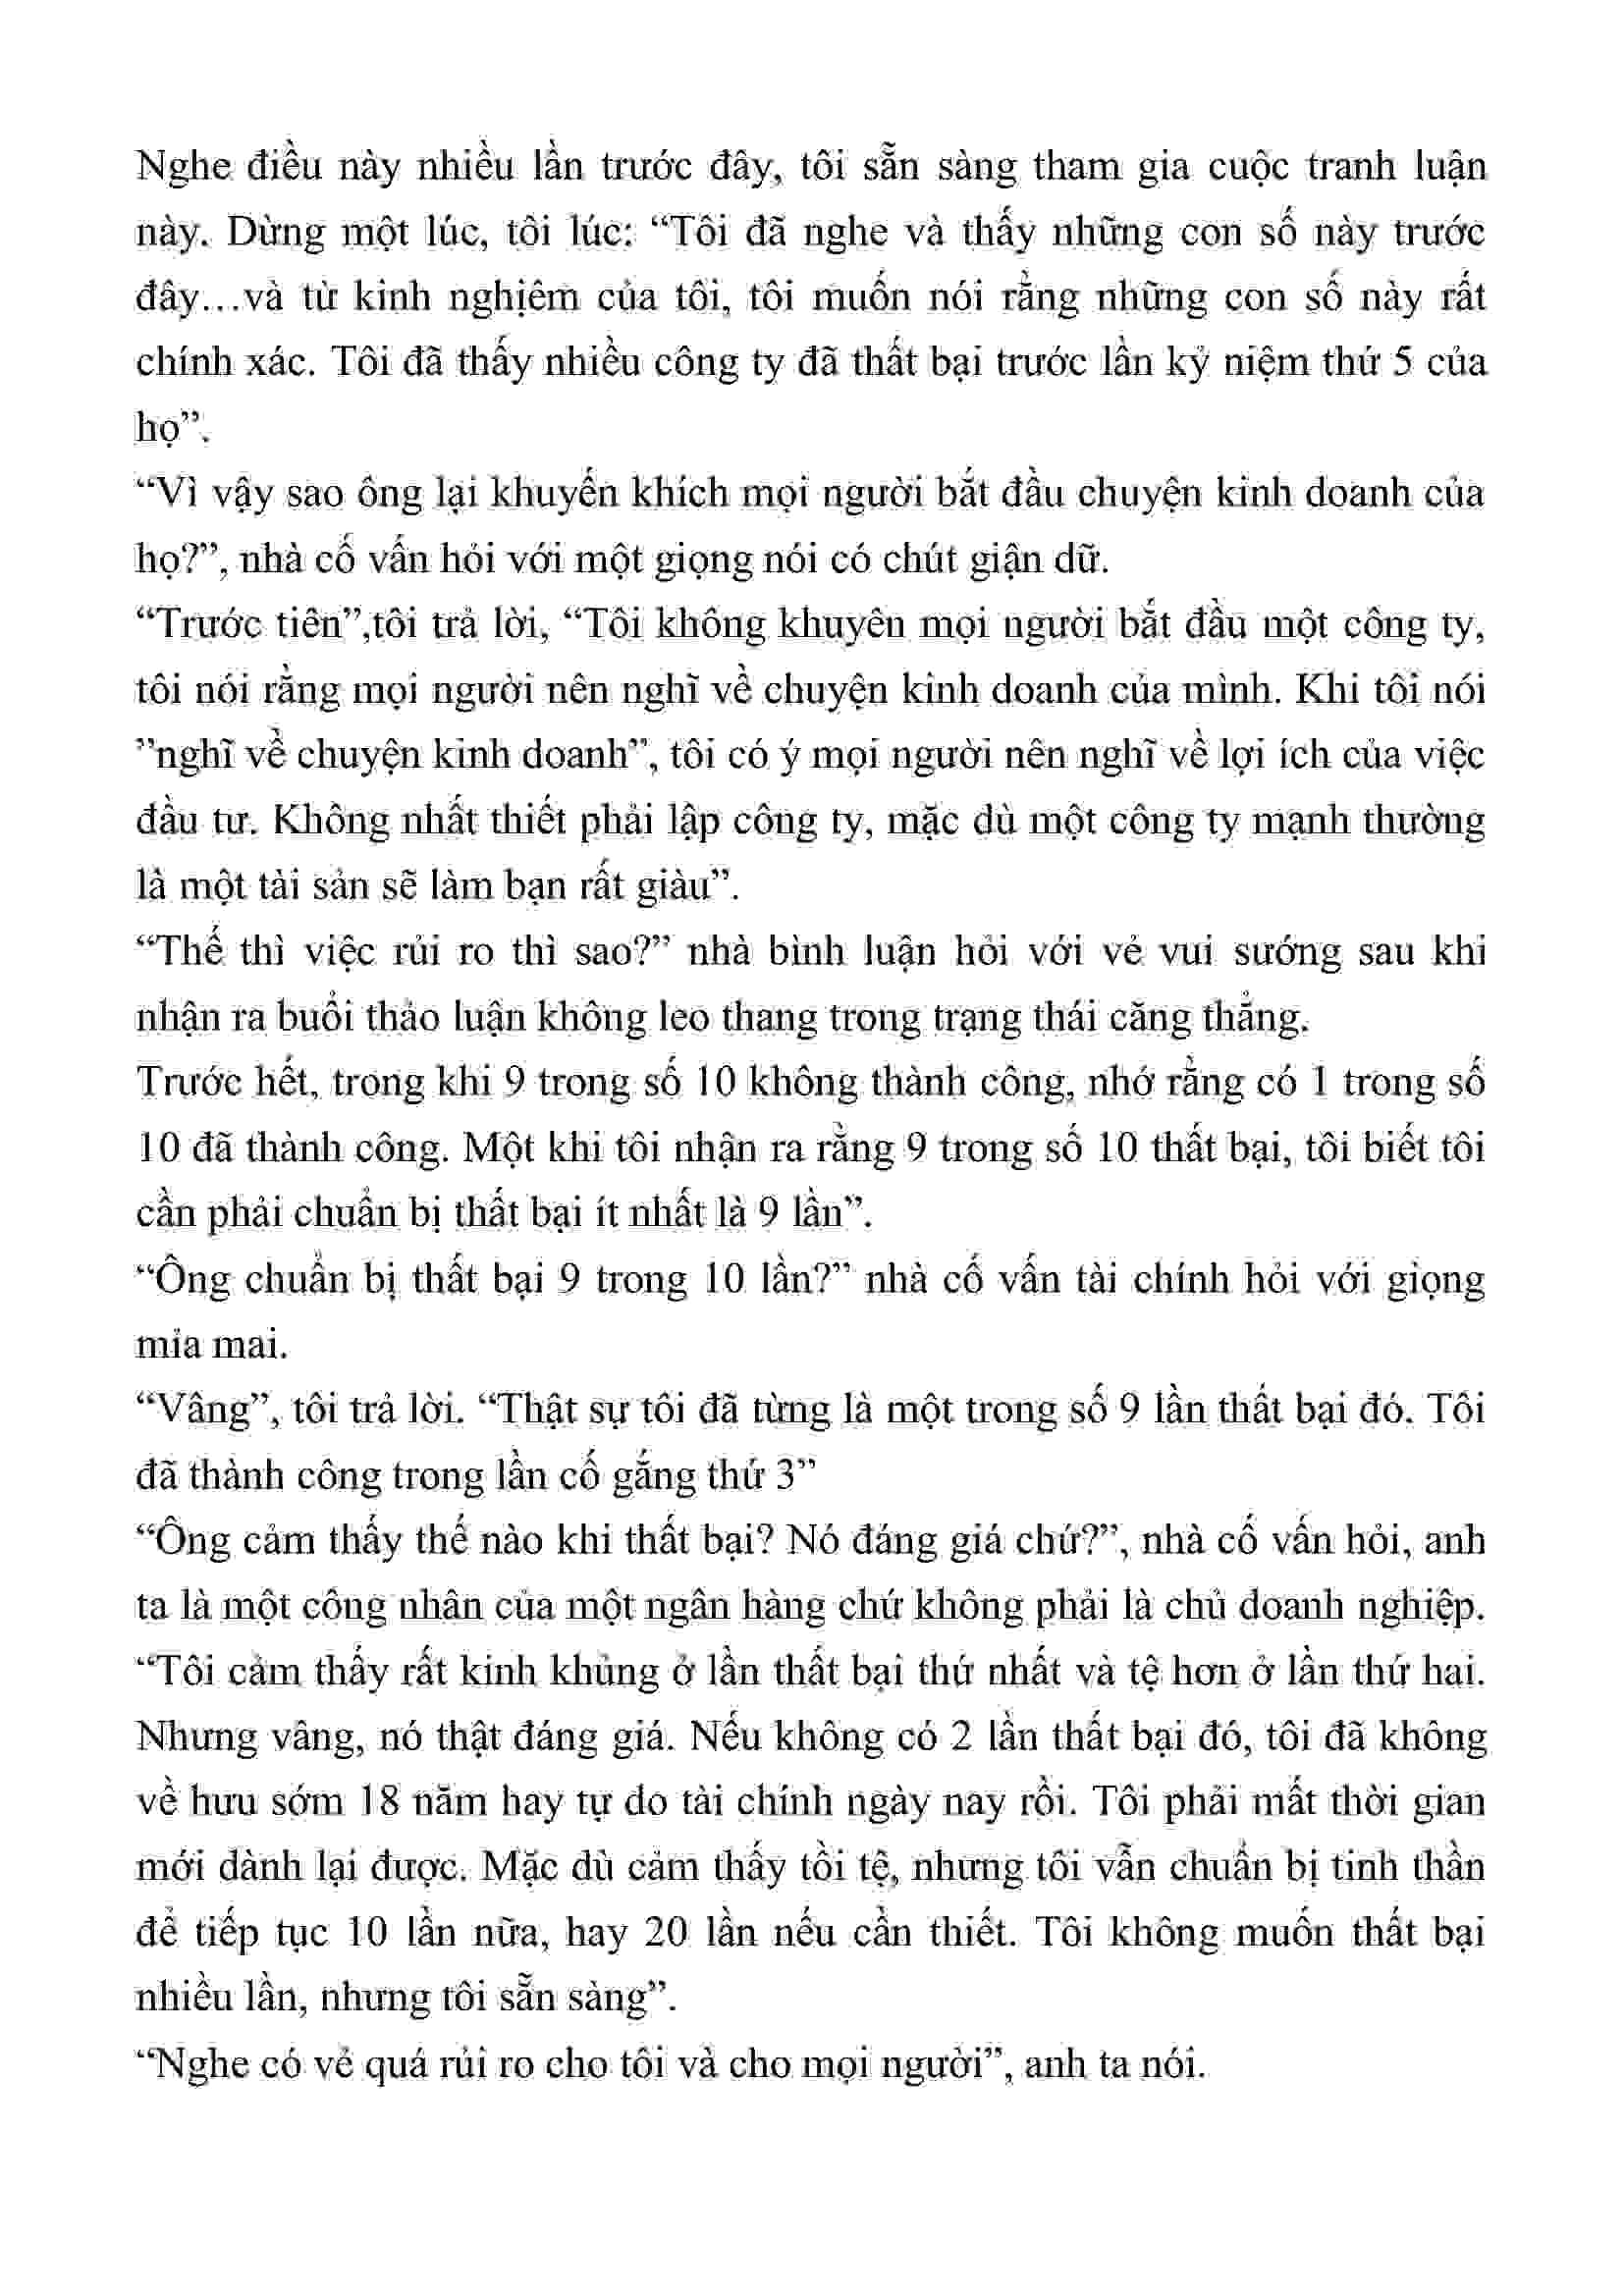 Nghe điều này nhiều lần trước đây, tôi sẵn sàng tham gia cuộc tranh luận
này. Dừng một lúc, tôi lúc: “Tôi đã nghe và thấy những con số này trước
đây…và từ kinh nghiệm của tôi, tôi muốn nói rằng những con số này rất
chính xác. Tôi đã thấy nhiều công ty đã thất bại trước lần kỷ niệm thứ 5 của
họ”.
“Vì vậy sao ông lại khuyến khích mọi người bắt đầu chuyện kinh doanh của
họ?”, nhà cố vấn hỏi với một giọng nói có chút giận dữ.
“Trước tiên”,tôi trả lời, “Tôi không khuyên mọi người bắt đầu một công ty,
tôi nói rằng mọi người nên nghĩ về chuyện kinh doanh của mình. Khi tôi nói
”nghĩ về chuyện kinh doanh”, tôi có ý mọi người nên nghĩ về lợi ích của việc
đầu tư. Không nhất thiết phải lập công ty, mặc dù một công ty mạnh thường
là một tài sản sẽ làm bạn rất giàu”.
“Thế thì việc rủi ro thì sao?” nhà bình luận hỏi với vẻ vui sướng sau khi
nhận ra buổi thảo luận không leo thang trong trạng thái căng thẳng.
Trước hết, trong khi 9 trong số 10 không thành công, nhớ rằng có 1 trong số
10 đã thành công. Một khi tôi nhận ra rằng 9 trong số 10 thất bại, tôi biết tôi
cần phải chuẩn bị thất bại ít nhất là 9 lần”.
“Ông chuẩn bị thất bại 9 trong 10 lần?” nhà cố vấn tài chính hỏi với giọng
mỉa mai.
“Vâng”, tôi trả lời. “Thật sự tôi đã từng là một trong số 9 lần thất bại đó. Tôi
đã thành công trong lần cố gắng thứ 3”
“Ông cảm thấy thế nào khi thất bại? Nó đáng giá chứ?”, nhà cố vấn hỏi, anh
ta là một công nhân của một ngân hàng chứ không phải là chủ doanh nghiệp.
“Tôi cảm thấy rất kinh khủng ở lần thất bại thứ nhất và tệ hơn ở lần thứ hai.
Nhưng vâng, nó thật đáng giá. Nếu không có 2 lần thất bại đó, tôi đã không
về hưu sớm 18 năm hay tự do tài chính ngày nay rồi. Tôi phải mất thời gian
mới dành lại được. Mặc dù cảm thấy tồi tệ, nhưng tôi vẫn chuẩn bị tinh thần
để tiếp tục 10 lần nữa, hay 20 lần nếu cần thiết. Tôi không muốn thất bại
nhiều lần, nhưng tôi sẵn sàng”.
“Nghe có vẻ quá rủi ro cho tôi và cho mọi người”, anh ta nói.